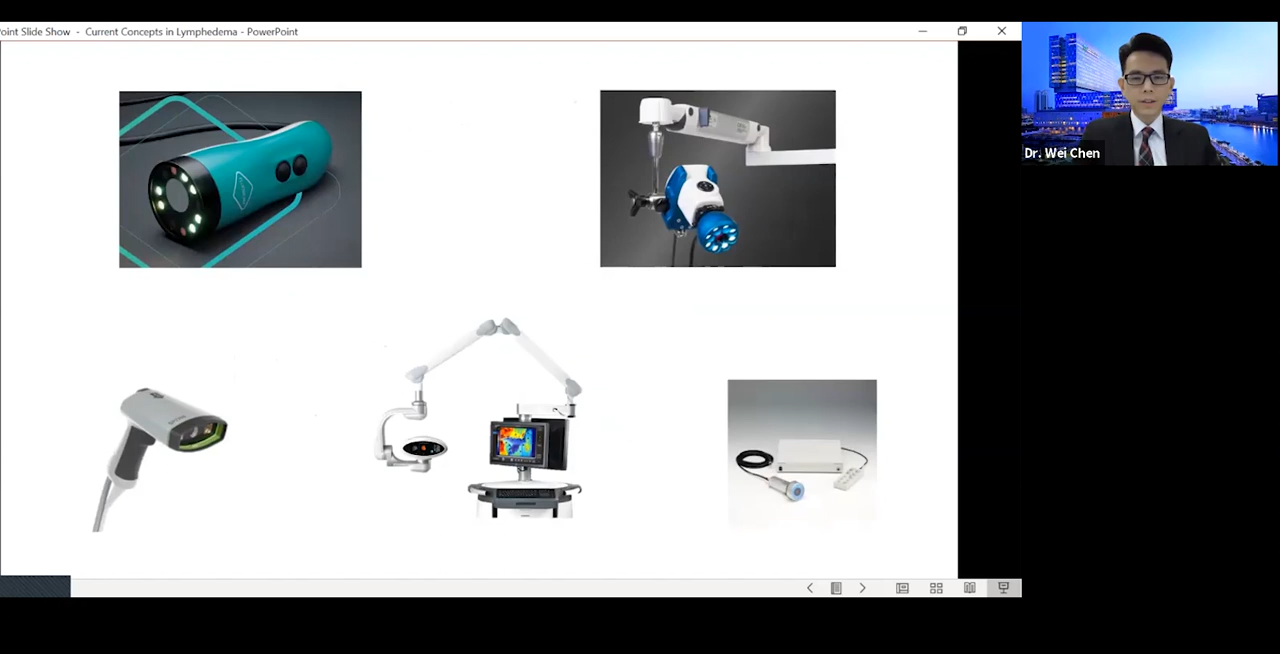 oint Slide Show - Current Concepts in Lymphedema - PowerPoint
Dr. Wei Chen